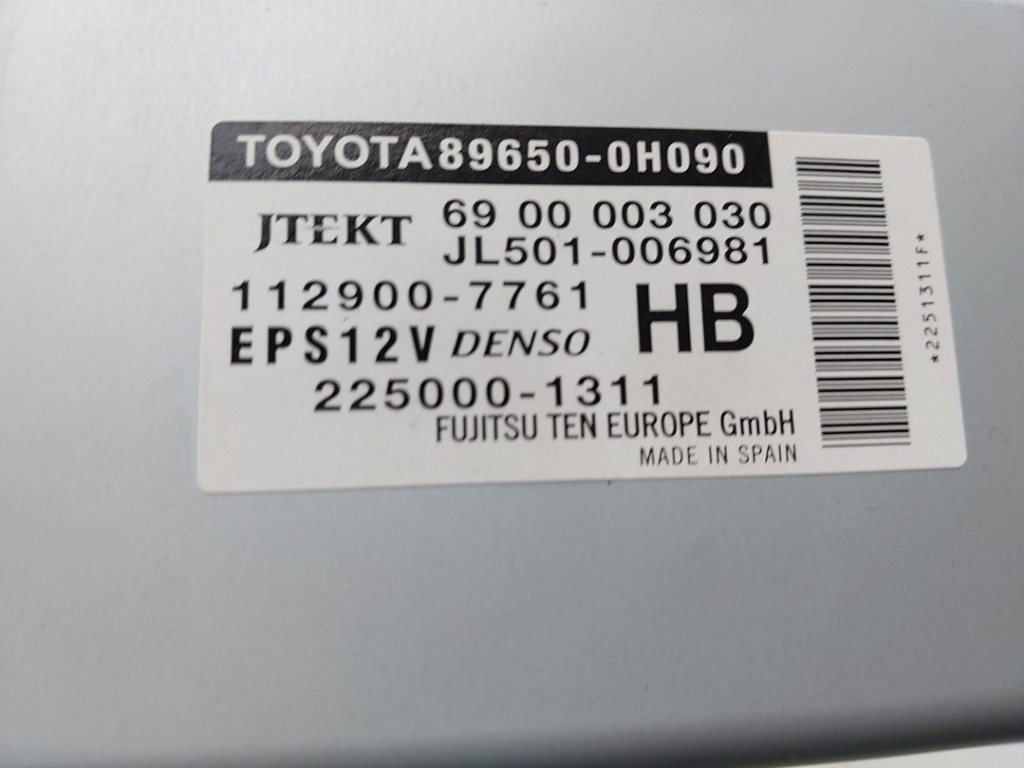 TOYOTA 89650-0H090
JTEKT 69 00 003 030
JL501-006981
112900-7761
EPS12V DENSO HB
225000-1311
FUJITSU TEN EUROPE GmbH
MADE IN SPAIN
*2251311F*